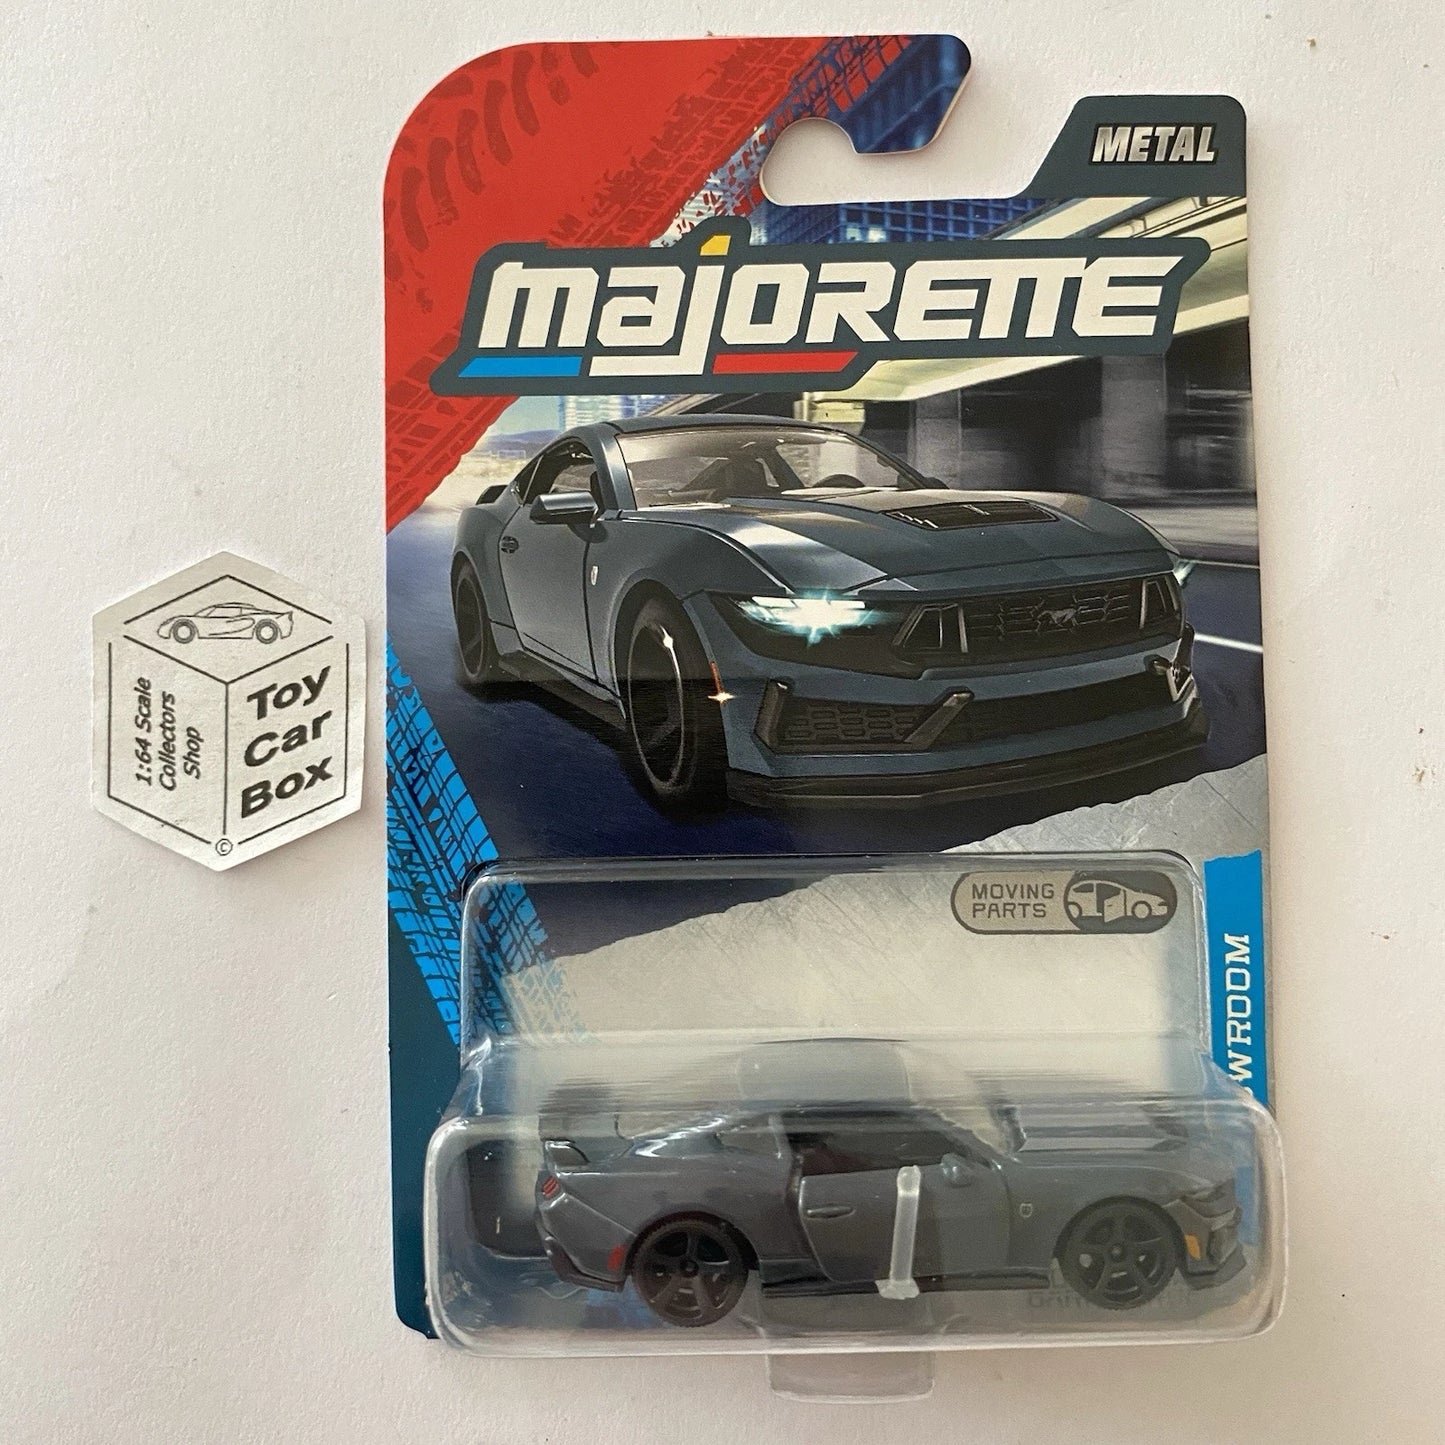 METAL
majorette
1:64 Scale
Collectors
Shop
Toy
Car
Box
©
MOVING
PARTS
WROOM